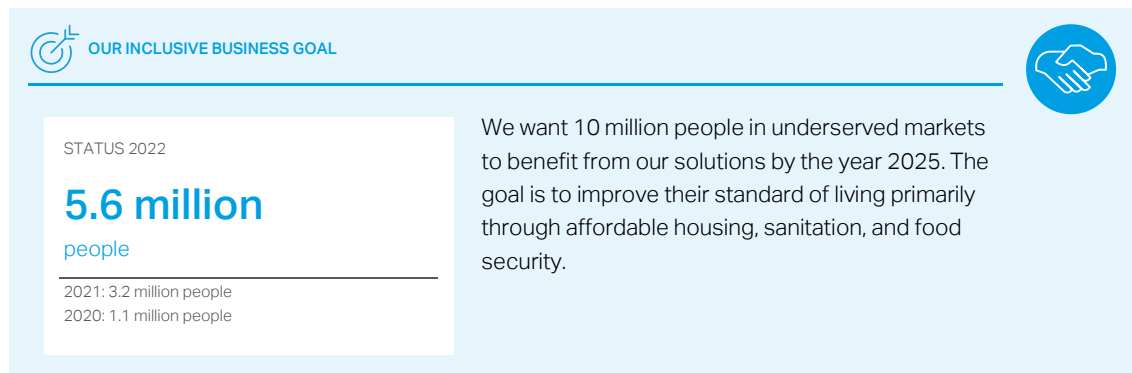 OUR INCLUSIVE BUSINESS GOAL
STATUS 2022
5.6 million
people
2021: 3.2 million people
2020: 1.1 million people
We want 10 million people in underserved markets
to benefit from our solutions by the year 2025. The
goal is to improve their standard of living primarily
through affordable housing, sanitation, and food
security.